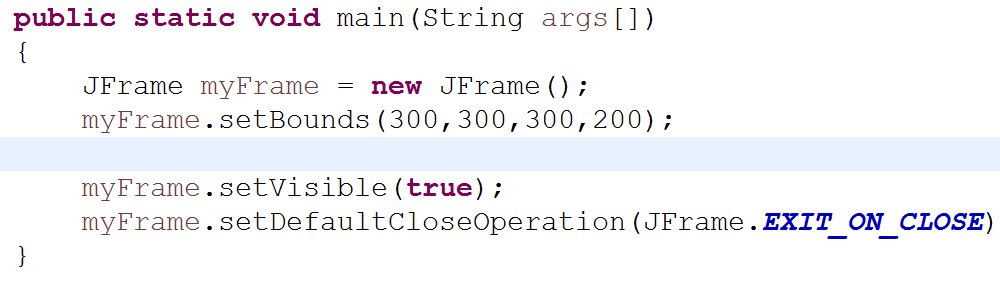 public static void main(String args[])
{
    JFrame myFrame = new JFrame();
    myFrame.setBounds(300,300,300,200);
    myFrame.setVisible(true);
    myFrame.setDefaultCloseOperation(JFrame.EXIT_ON_CLOSE)
}